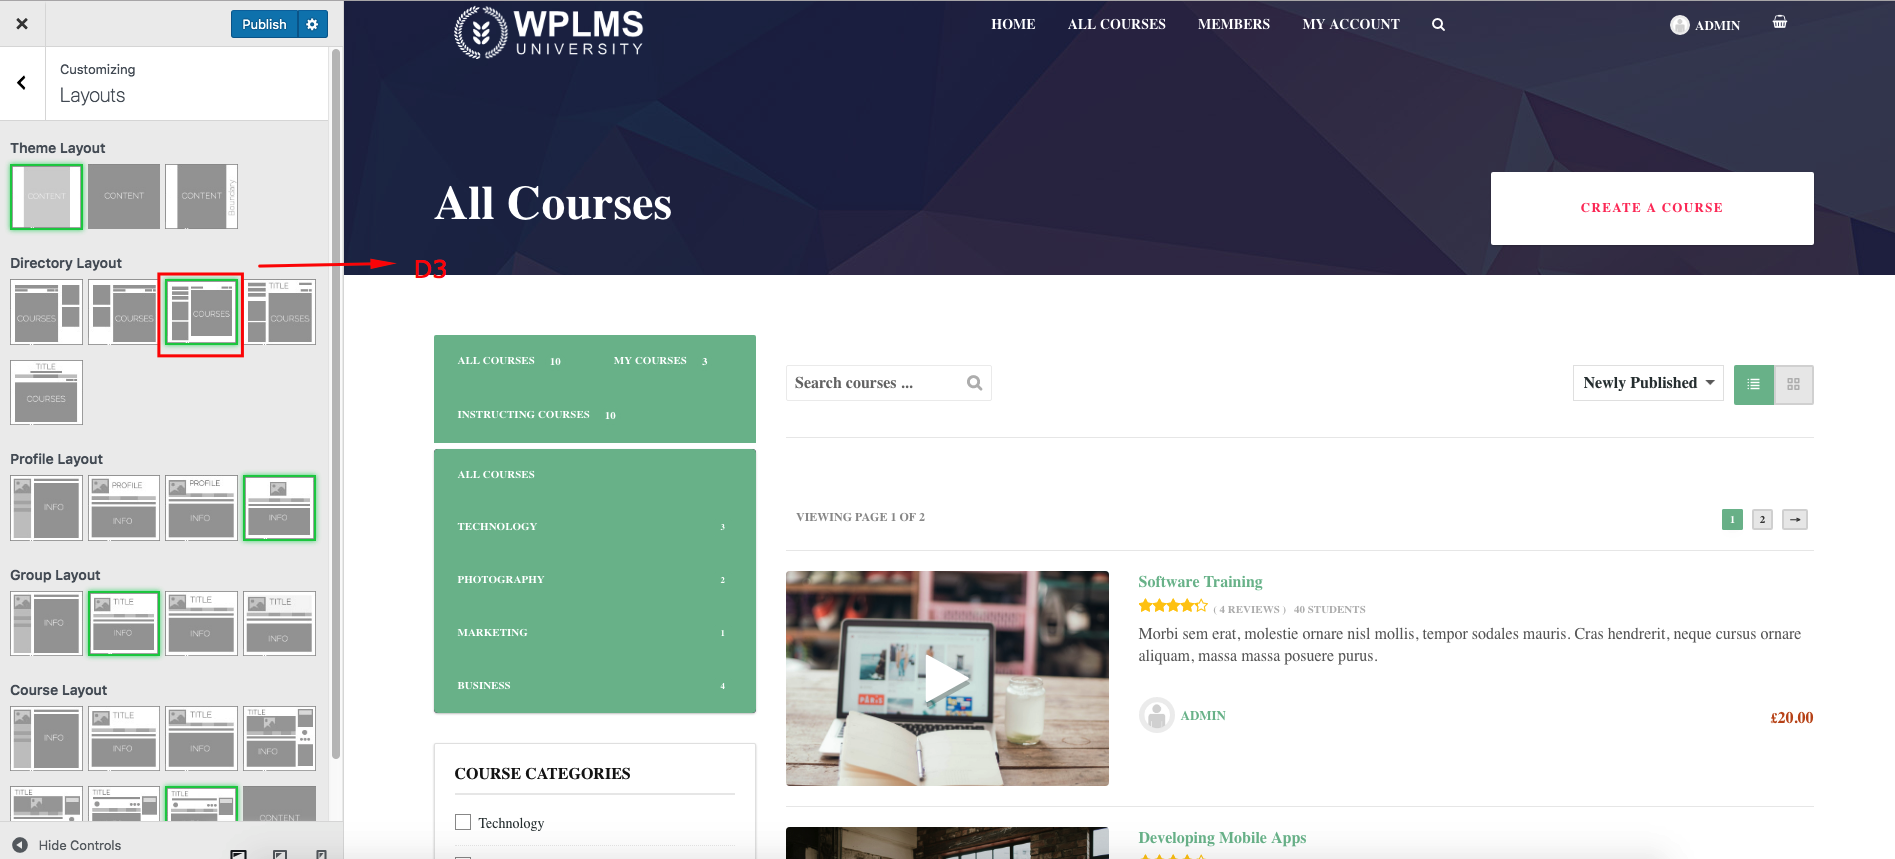 Publish
Customizing
Layouts
Theme Layout
CONTENT
CONTENT
CONTENT
Boundary
Directory Layout
COURSES
COURSES
COURSES
TITLE
COURSES
TITLE
COURSES
Profile Layout
INFO
PROFILE
INFO
PROFILE
INFO
INFO
Group Layout
INFO
TITLE
INFO
TITLE
INFO
TITLE
INFO
Course Layout
INFO
TITLE
INFO
TITLE
INFO
TITLE
INFO
TITLE
TITLE
TITLE
CONTENT
Hide Controls
WPLMS
UNIVERSITY
HOME
ALL COURSES
MEMBERS
MY ACCOUNT
ADMIN
All Courses
CREATE A COURSE
D3
ALL COURSES 10
MY COURSES 3
INSTRUCTING COURSES 10
ALL COURSES
TECHNOLOGY 3
PHOTOGRAPHY 2
MARKETING 1
BUSINESS 4
COURSE CATEGORIES
Technology
Search courses ...
Newly Published
VIEWING PAGE 1 OF 2
1
2
→
Software Training
( 4 REVIEWS ) 40 STUDENTS
Morbi sem erat, molestie ornare nisl mollis, tempor sodales mauris. Cras hendrerit, neque cursus ornare
aliquam, massa massa posuere purus.
ADMIN
£20.00
Developing Mobile Apps